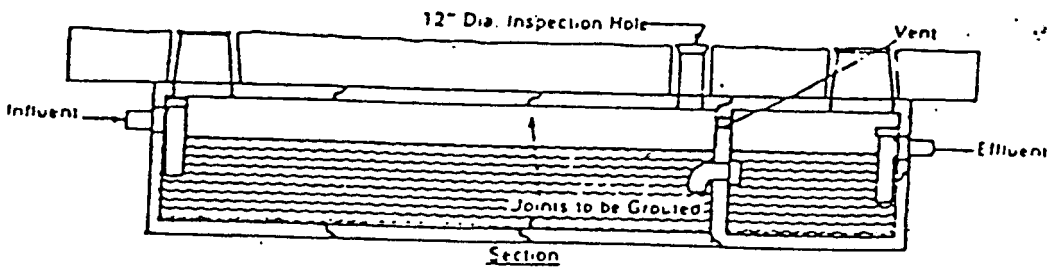 12" Dia. Inspection Hole
Vent
Influent
Effluent
Joints to be Grouted
Section